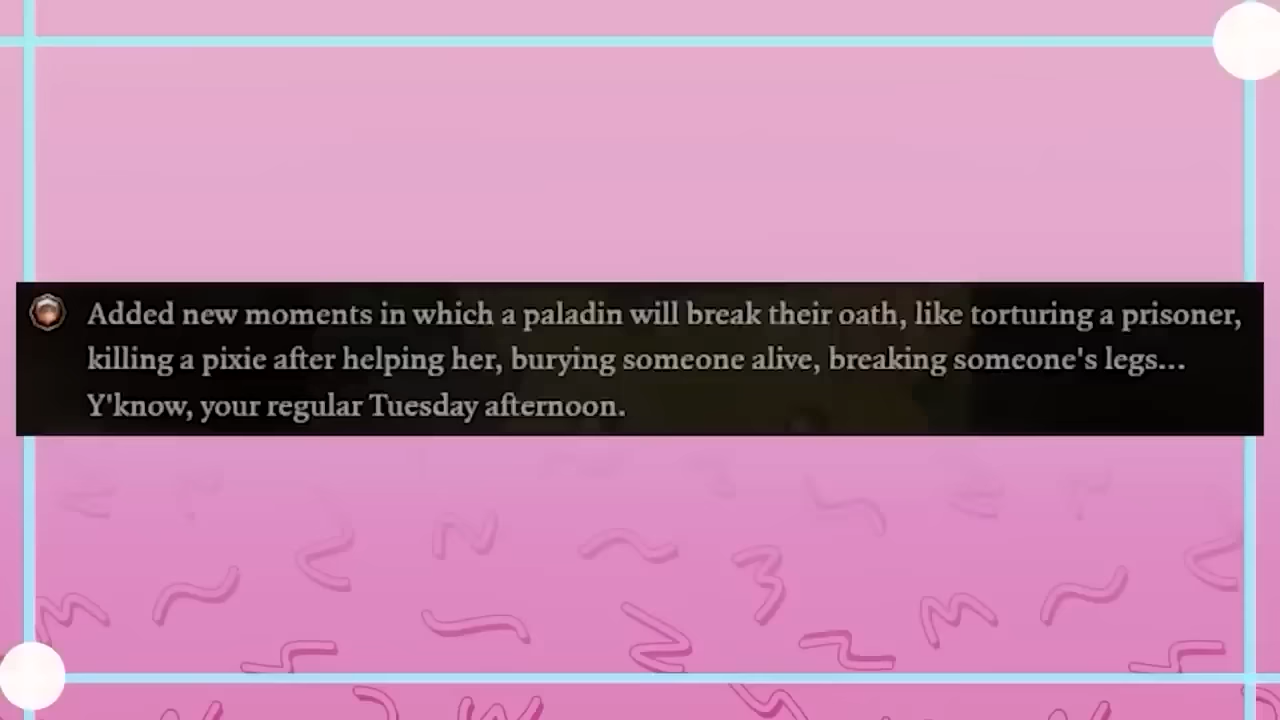 Added new moments in which a paladin will break their oath, like torturing a prisoner,
killing a pixie after helping her, burying someone alive, breaking someone's legs...
Y'know, your regular Tuesday afternoon.